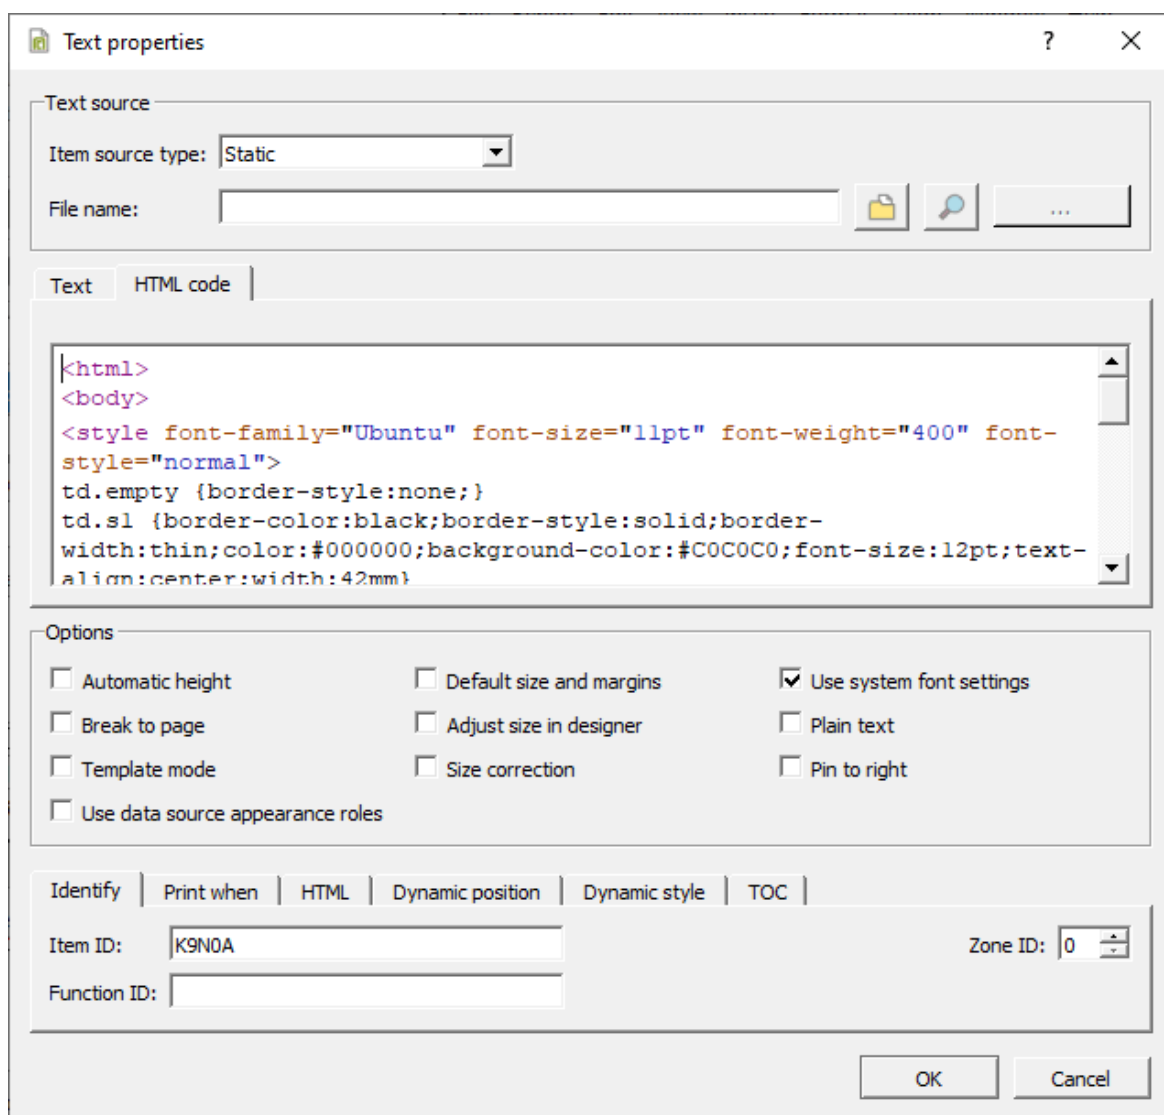 Text properties
?
Text source
Item source type: Static
File name:
...
Text HTML code
<html>
<body>
<style font-family="Ubuntu" font-size="11pt" font-weight="400" font-
style="normal">
td.empty {border-style:none;}
td.s1 {border-color:black;border-style:solid;border-
width:thin;color:#000000;background-color:#C0C0C0;font-size:12pt;text-
align:center;width:42mm}
Options
Automatic height Default size and margins Use system font settings
Break to page Adjust size in designer Plain text
Template mode Size correction Pin to right
Use data source appearance roles
Identify Print when HTML Dynamic position Dynamic style TOC
Item ID: K9N0A Zone ID: 0
Function ID:
OK Cancel